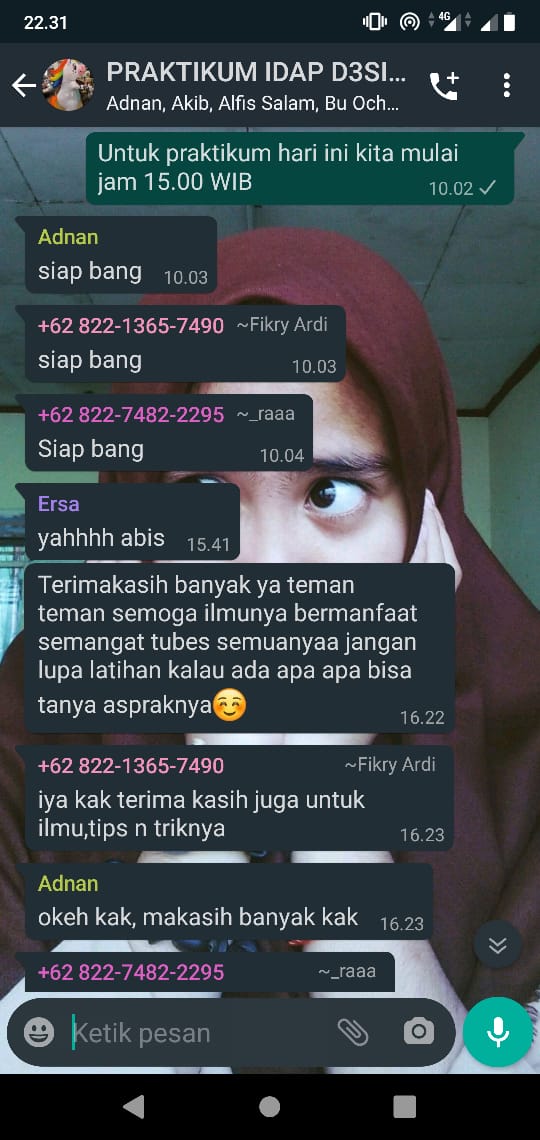 22.31
4G
PRAKTIKUM IDAP D3SI...
Adnan, Akib, Alfis Salam, Bu Och...
Untuk praktikum hari ini kita mulai
jam 15.00 WIB
10.02
Adnan
siap bang
10.03
+62 822-1365-7490 ~Fikry Ardi
siap bang
10.03
+62 822-7482-2295 ~_raaa
Siap bang
10.04
Ersa
yahhhh abis
15.41
Terimakasih banyak ya teman
teman semoga ilmunya bermanfaat
semangat tubes semuanyaa jangan
lupa latihan kalau ada apa apa bisa
tanya aspraknya☺️
16.22
+62 822-1365-7490 ~Fikry Ardi
iya kak terima kasih juga untuk
ilmu,tips n triknya
16.23
Adnan
okeh kak, makasih banyak kak
16.23
+62 822-7482-2295 ~_raaa
Ketik pesan